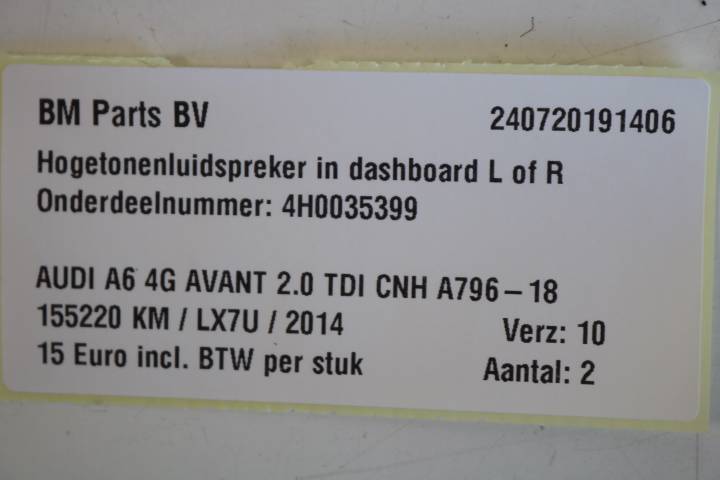 BM Parts BV 240720191406
Hogetonenluidspreker in dashboard L of R
Onderdeelnummer: 4H0035399
AUDI A6 4G AVANT 2.0 TDI CNH A796-18
155220 KM / LX7U / 2014 Verz: 10
15 Euro incl. BTW per stuk Aantal: 2